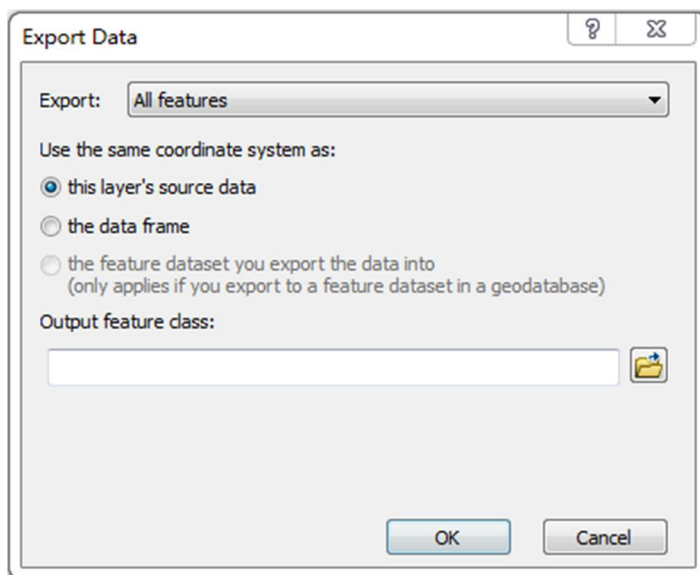 Export Data
Export: All features
Use the same coordinate system as:
this layer's source data
the data frame
the feature dataset you export the data into
(only applies if you export to a feature dataset in a geodatabase)
Output feature class:
OK Cancel